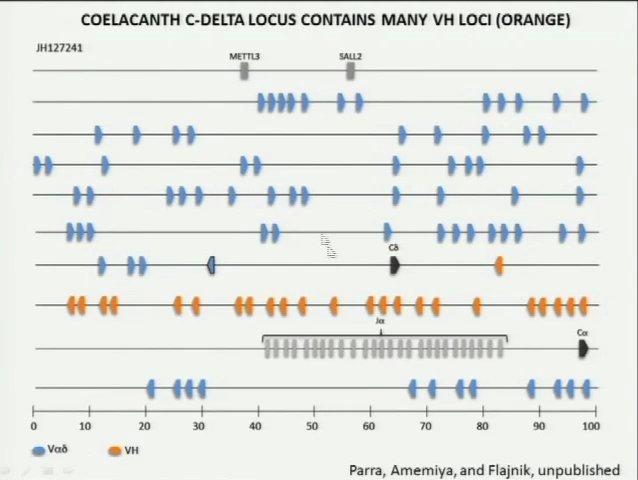 COELACANTH C-DELTA LOCUS CONTAINS MANY VH LOCI (ORANGE)
JH127241
METTL3 SALL2
Cδ
Jα
Cα
0 10 20 30 40 50 60 70 80 90 100
Vαδ VH
Parra, Amemiya, and Flajnik, unpublished